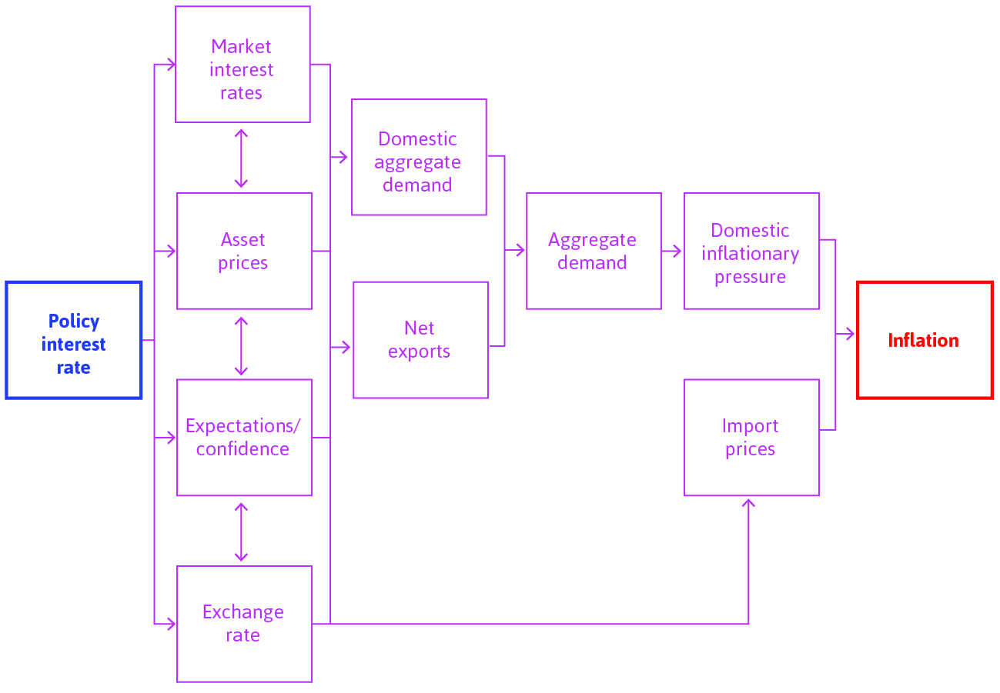 Market
interest
rates
Domestic
aggregate
demand
Asset
prices
Aggregate
demand
Domestic
inflationary
pressure
Policy
interest
rate
Net
exports
Inflation
Expectations/
confidence
Import
prices
Exchange
rate